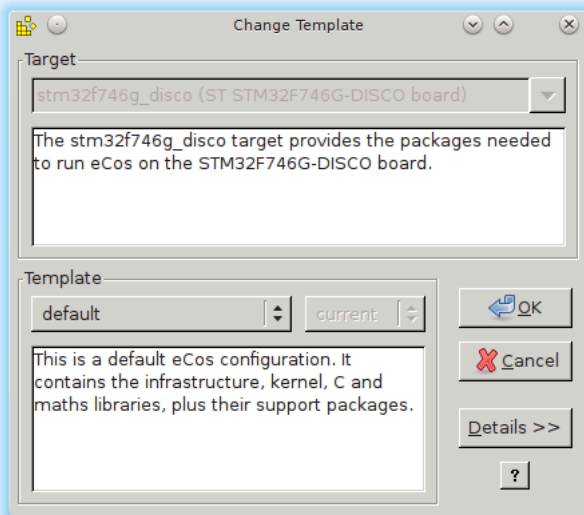 Change Template
Target
stm32f746g_disco (ST STM32F746G-DISCO board)
The stm32f746g_disco target provides the packages needed
to run eCos on the STM32F746G-DISCO board.
Template
default
current
OK
This is a default eCos configuration. It
contains the infrastructure, kernel, C and
maths libraries, plus their support packages.
Cancel
Details >>
?